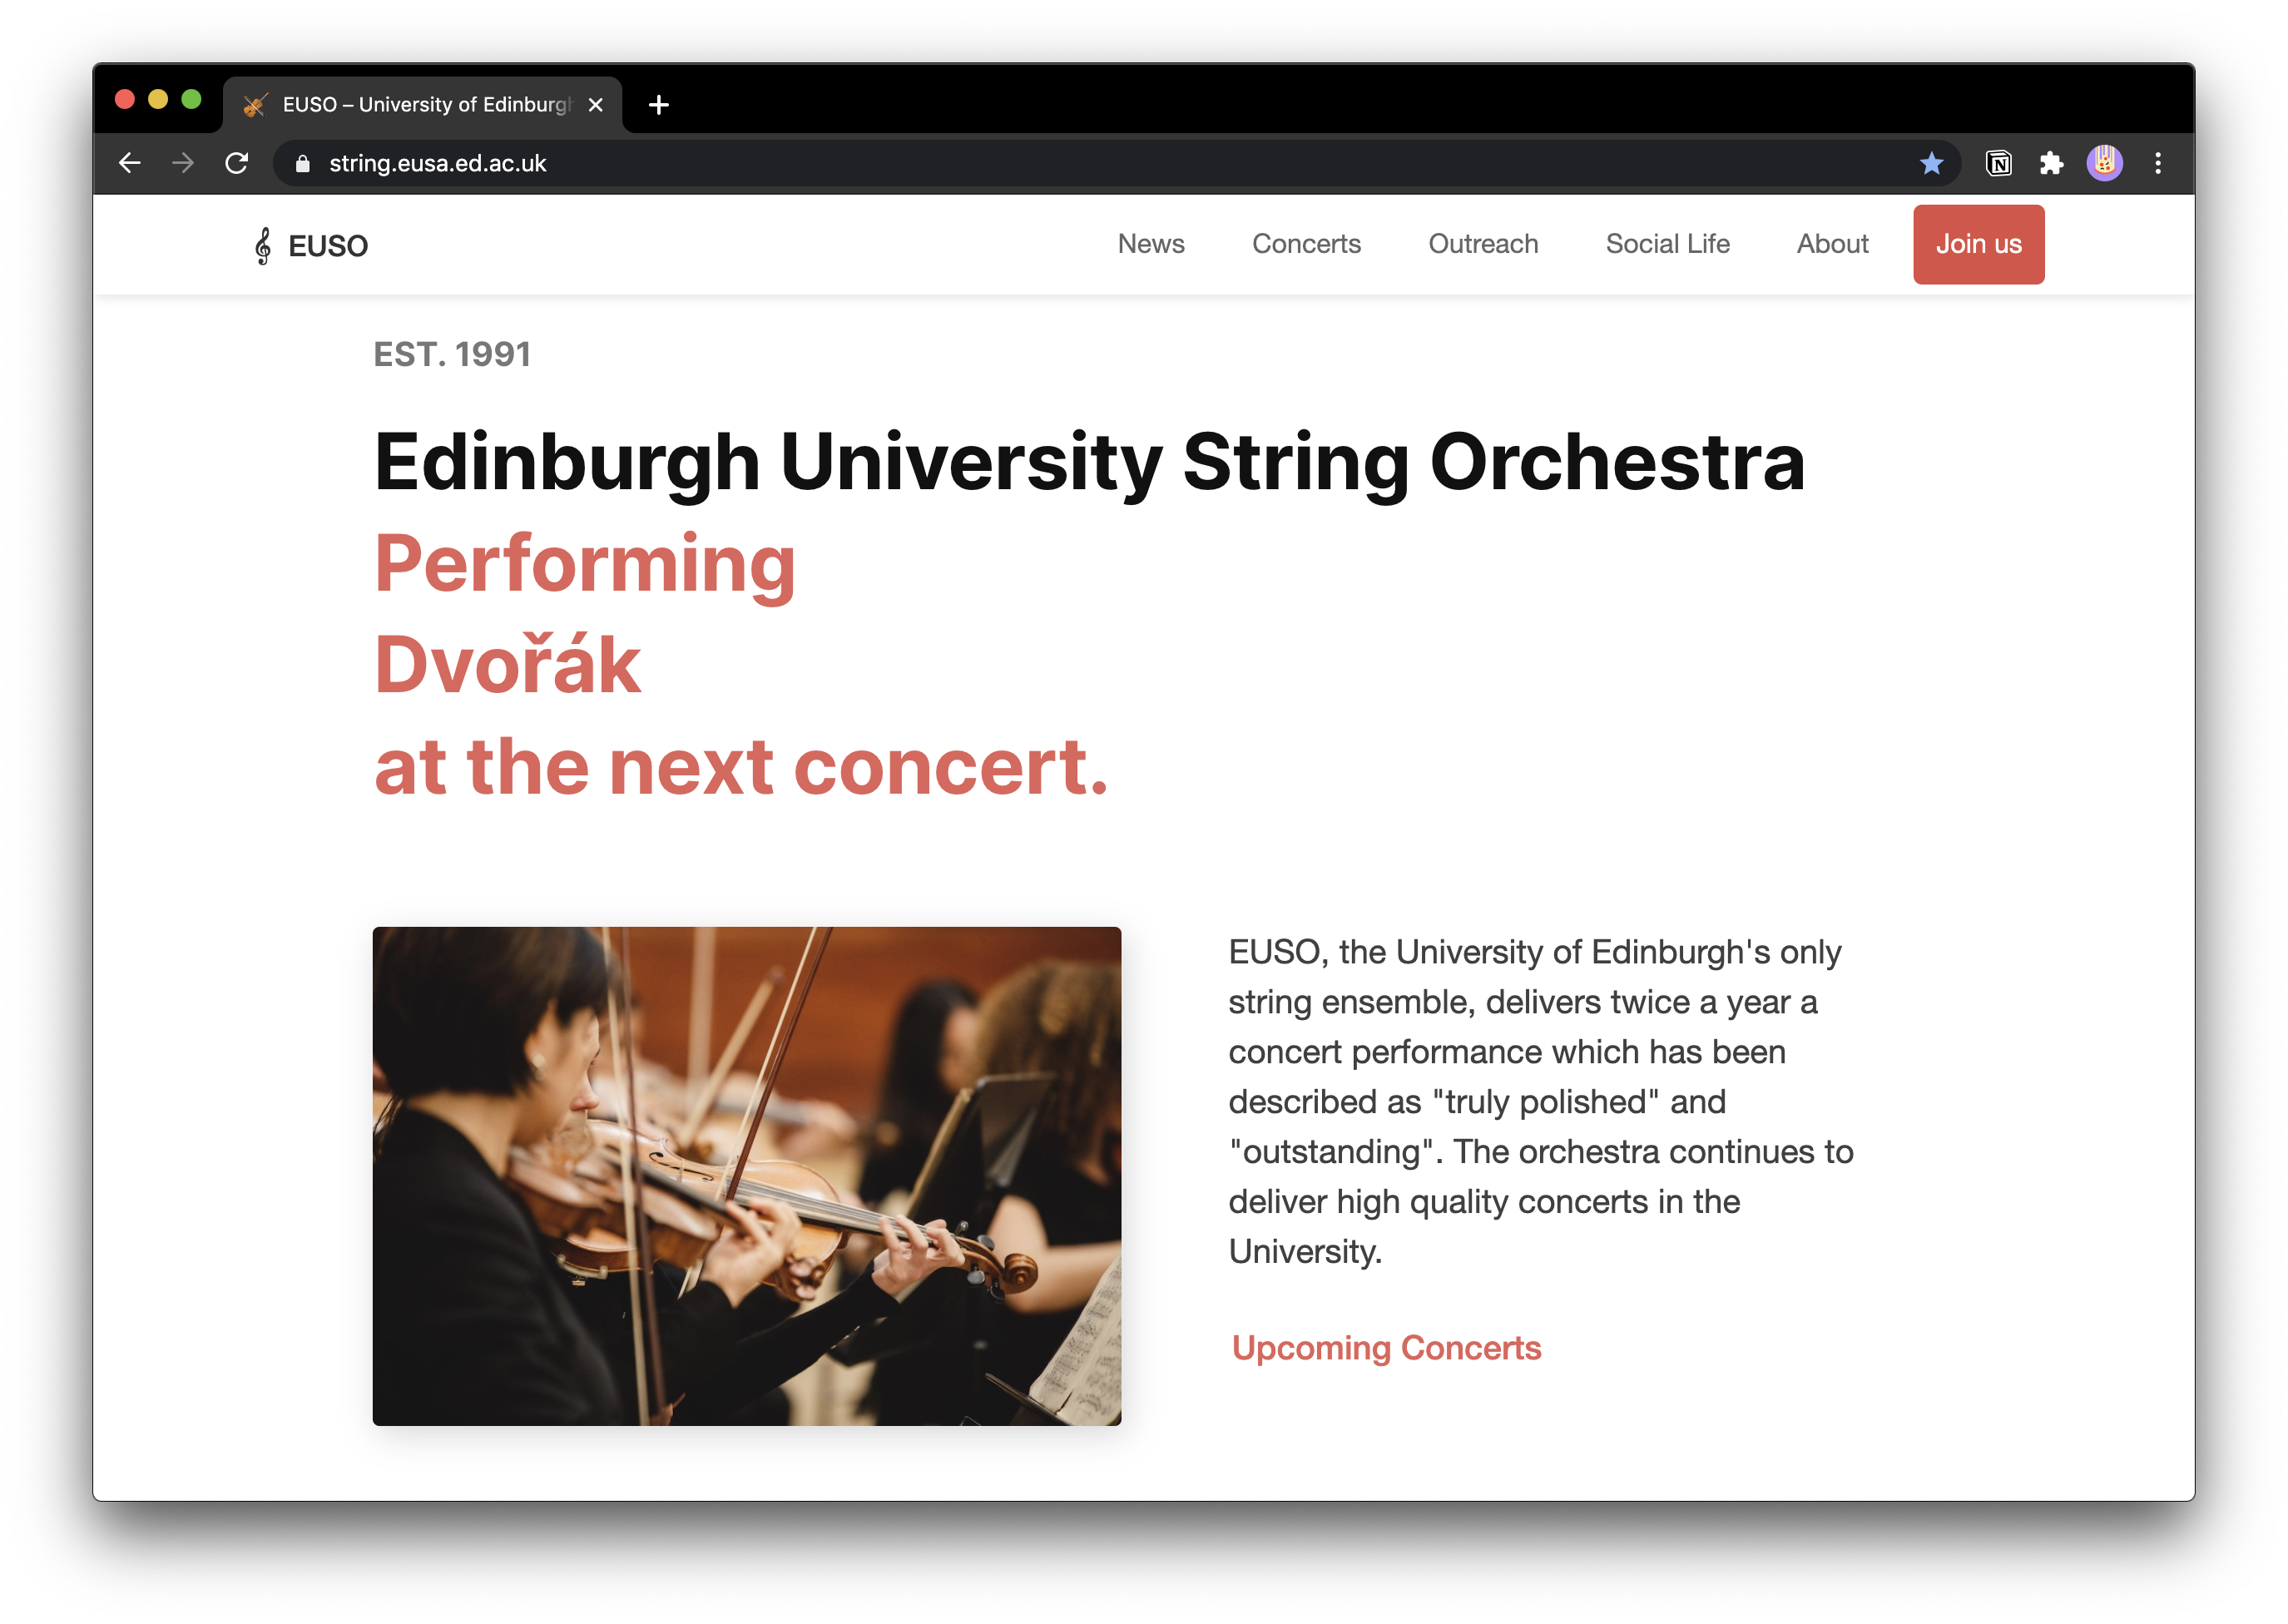 EUSO – University of Edinburgh
string.eusa.ed.ac.uk
EUSO
News Concerts Outreach Social Life About Join us
EST. 1991
Edinburgh University String Orchestra
Performing
Dvořák
at the next concert.
EUSO, the University of Edinburgh's only
string ensemble, delivers twice a year a
concert performance which has been
described as "truly polished" and
"outstanding". The orchestra continues to
deliver high quality concerts in the
University.
Upcoming Concerts